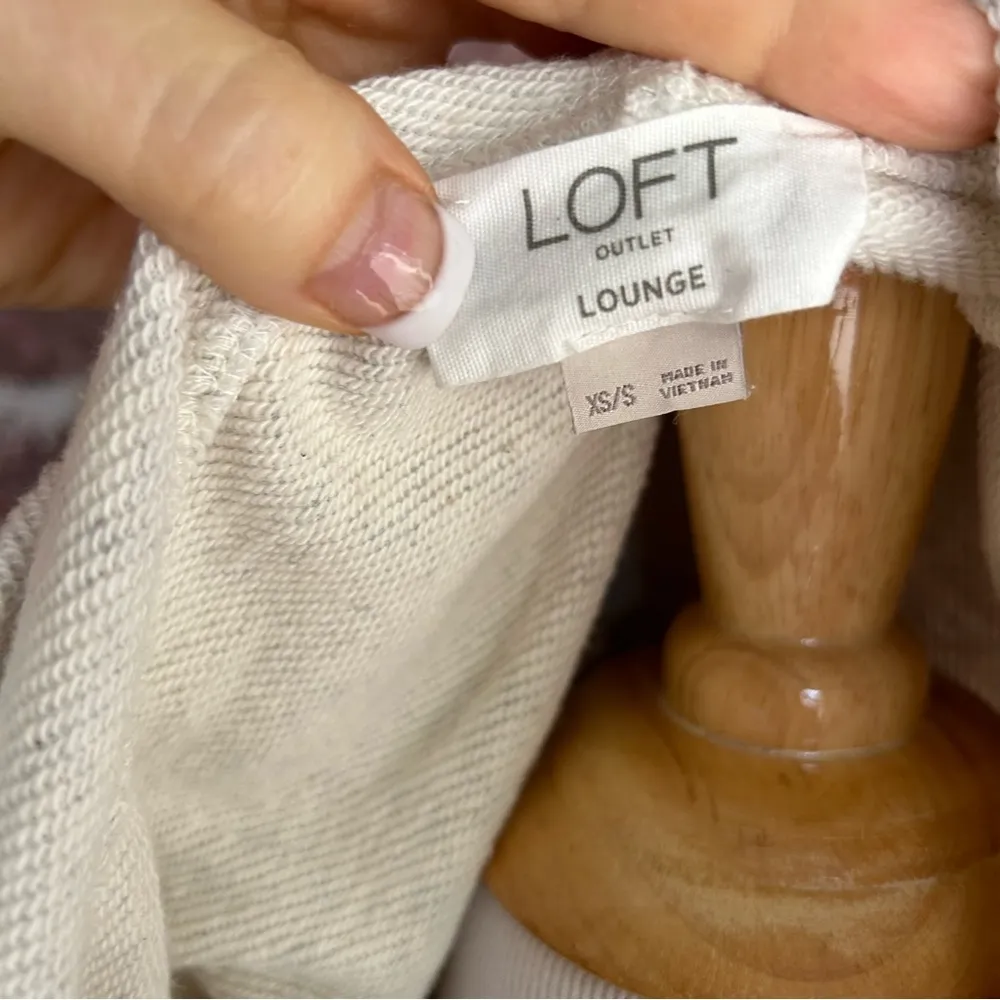 LOFT
OUTLET
LOUNGE
XS/S
MADE IN
VIETNAM